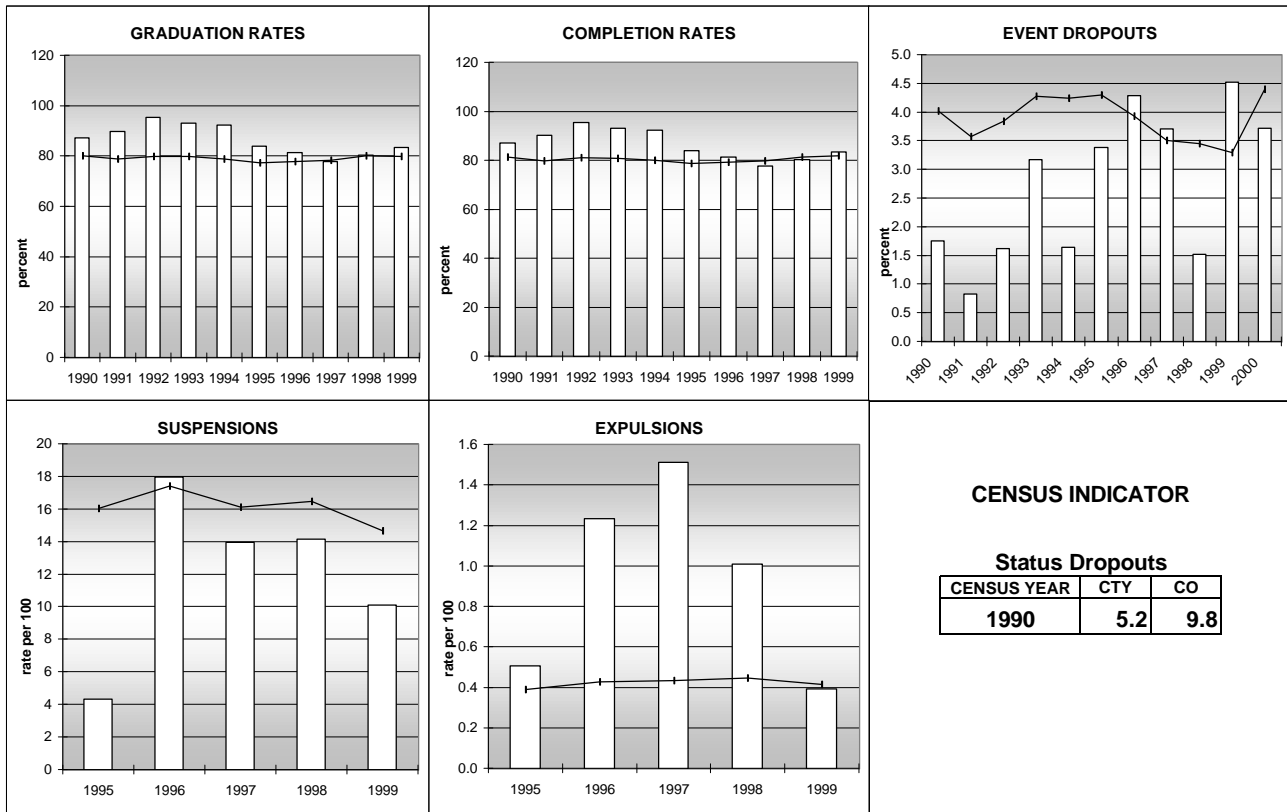 GRADUATION RATES
120
100
80
60
40
20
0
percent
1990 1991 1992 1993 1994 1995 1996 1997 1998 1999
COMPLETION RATES
120
100
80
60
40
20
0
percent
1990 1991 1992 1993 1994 1995 1996 1997 1998 1999
EVENT DROPOUTS
5.0
4.5
4.0
3.5
3.0
2.5
2.0
1.5
1.0
0.5
0.0
percent
1990 1991 1992 1993 1994 1995 1996 1997 1998 1999 2000
SUSPENSIONS
20
18
16
14
12
10
8
6
4
2
0
rate per 100
1995 1996 1997 1998 1999
EXPULSIONS
1.6
1.4
1.2
1.0
0.8
0.6
0.4
0.2
0.0
rate per 100
1995 1996 1997 1998 1999
CENSUS INDICATOR
Status Dropouts
CENSUS YEAR CTY CO
1990 5.2 9.8